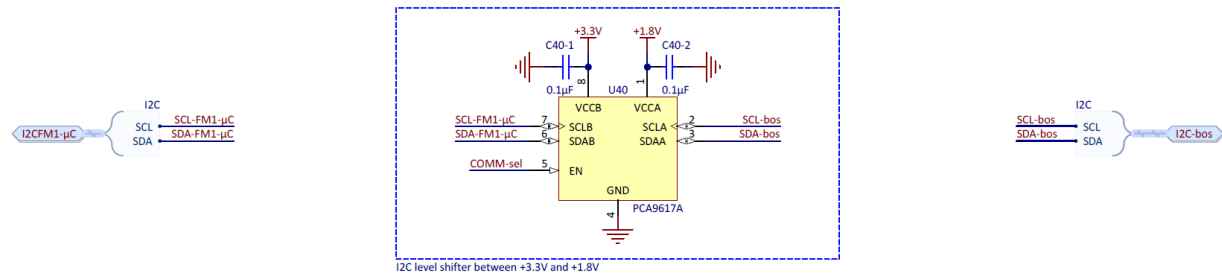 +3.3V +1.8V
C40-1 C40-2
0.1µF 8 U40 1 0.1µF
VCCB VCCA
I2C
I2CFM1-µC
SCL SCL-FM1-µC
SDA SDA-FM1-µC
SCL-FM1-µC 7 SCLB SCLA 2 SCL-bos
SDA-FM1-µC 6 SDAB SDAA 3 SDA-bos
COMM-sel 5 EN
GND
4
PCA9617A
I2C
SCL-bos SCL
SDA-bos SDA
I2C-bos
I2C level shifter between +3.3V and +1.8V